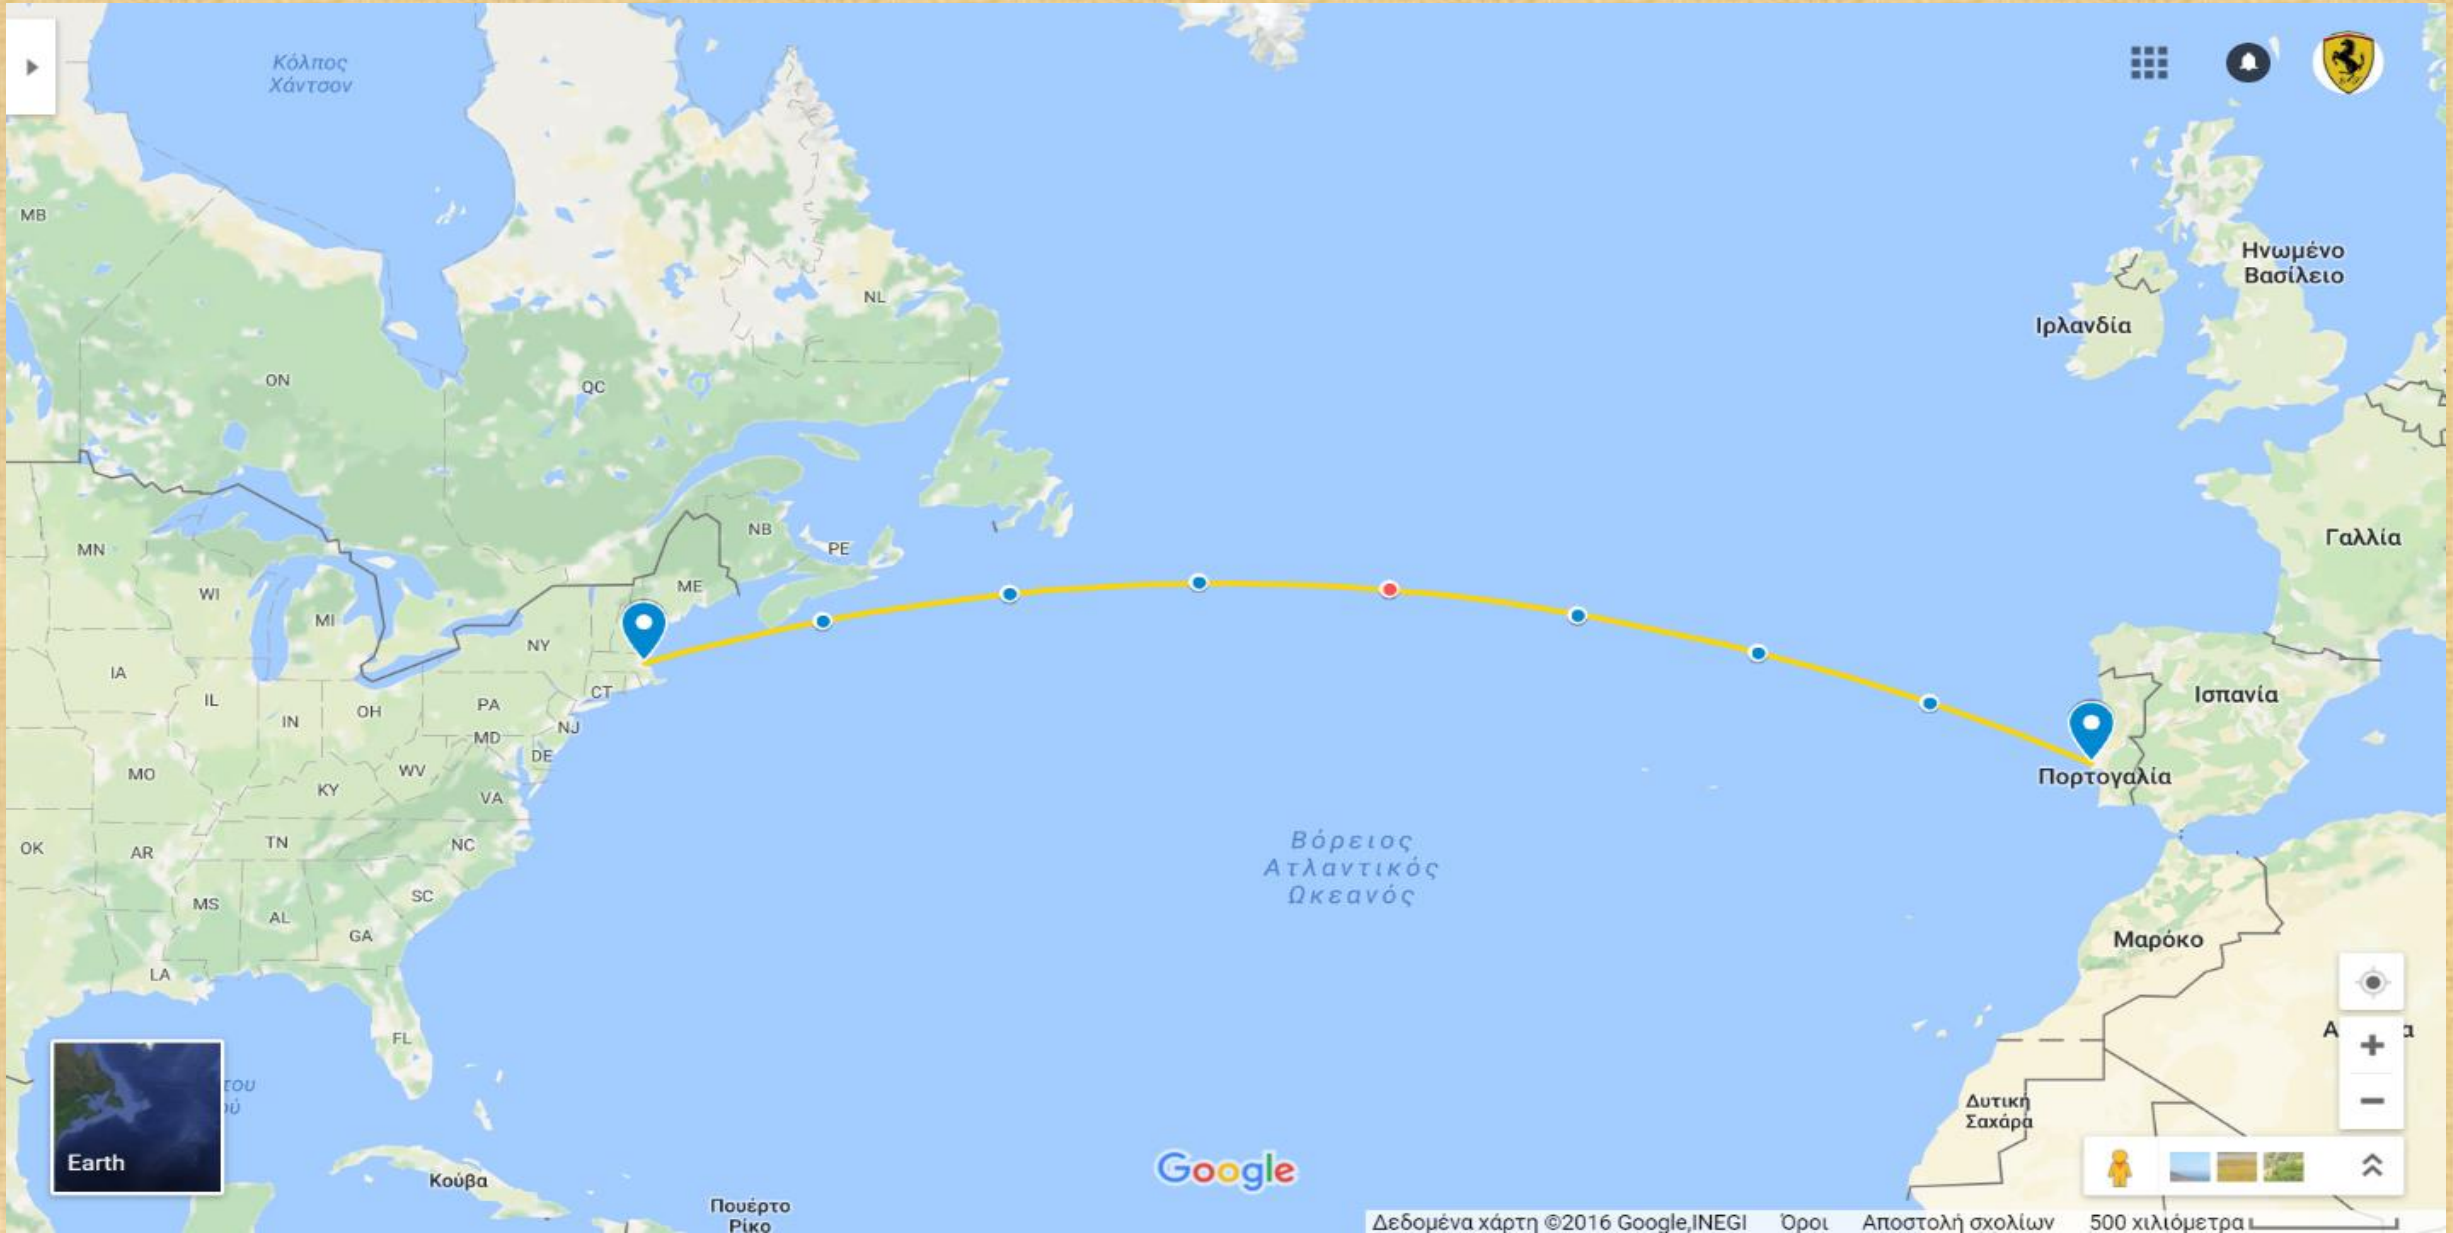 Κόλπος
Χάντσον
MB
Ηνωμένο
Βασίλειο
NL
Ιρλανδία
ON
QC
NB
Γαλλία
MN
PE
ME
WI
MI
NY
IA
CT
Ισπανία
IL
PA
OH
IN
NJ
MD
DE
WV
MO
Πορτογαλία
KY
VA
TN
NC
OK
AR
Βόρειος
Ατλαντικός
Ωκεανός
SC
MS
AL
GA
Μαρόκο
LA
FL
Δυτική
Σαχάρα
Earth
Google
Κούβα
Πουέρτο
Ρίκο
Δεδομένα χάρτη ©2016 Google,INEGI Όροι Αποστολή σχολίων 500 χιλιόμετρα